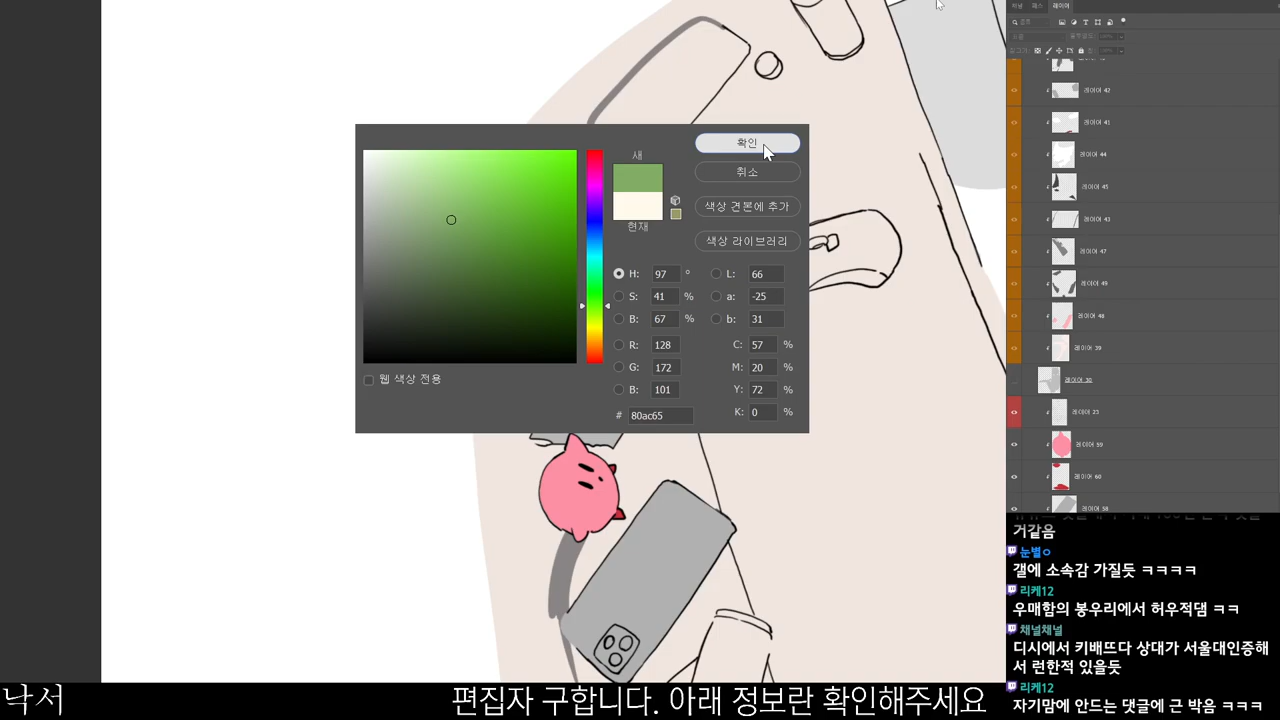 레이어
레이어 42
레이어 41
레이어 44
레이어 45
레이어 43
레이어 47
레이어 49
레이어 48
레이어 39
레이어 30
레이어 23
레이어 59
레이어 60
레이어 58
새
현재
확인
취소
색상 견본에 추가
색상 라이브러리
H: 97 °
S: 41 %
B: 67 %
R: 128
G: 172
B: 101
# 80ac65
L: 66
a: -25
b: 31
C: 57 %
M: 20 %
Y: 72 %
K: 0 %
웹 색상 전용
거같음
눈별ㅇ
갤에 소속감 가질듯 ㅋㅋㅋㅋ
리케12
우매함의 봉우리에서 허우적댐 ㅋㅋ
채널채널
디시에서 키배뜨다 상대가 서울대인증해
서 런한적 있을듯
리케12
자기맘에 안드는 댓글에 근 박음 ㅋㅋㅋ
낙서
편집자 구합니다. 아래 정보란 확인해주세요